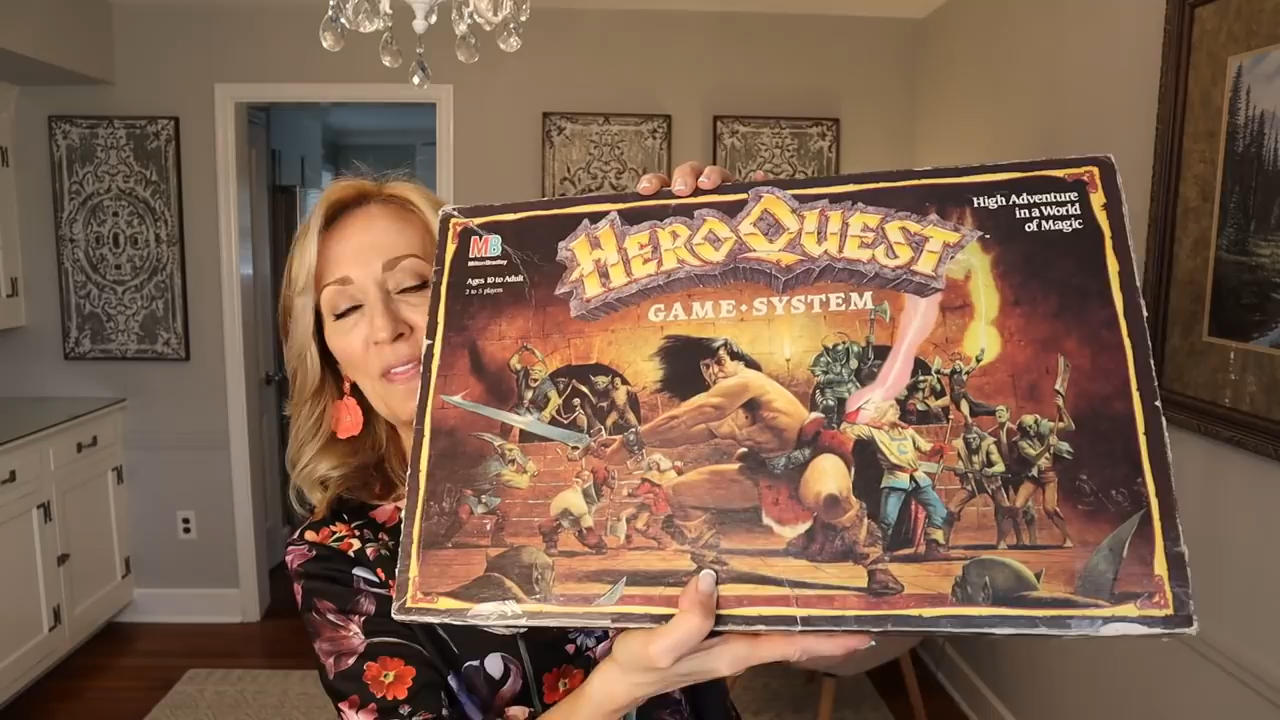 MB
Milton Bradley
Ages 10 to Adult
2 to 5 players
HEROQUEST
GAME·SYSTEM
High Adventure
in a World
of Magic